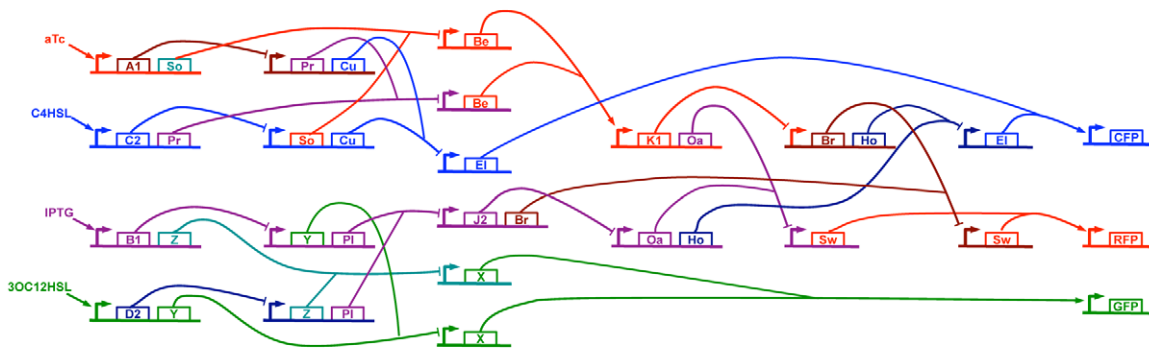 aTc
Be
A1 So Pr Cu
Be
C4HSL
C2 Pr So Cu K1 Oa Br Ho El CFP
El
IPTG
J2 Br
B1 Z Y Pl Oa Ho Sw Sw RFP
X
3OC12HSL
D2 Y Z Pl GFP
X